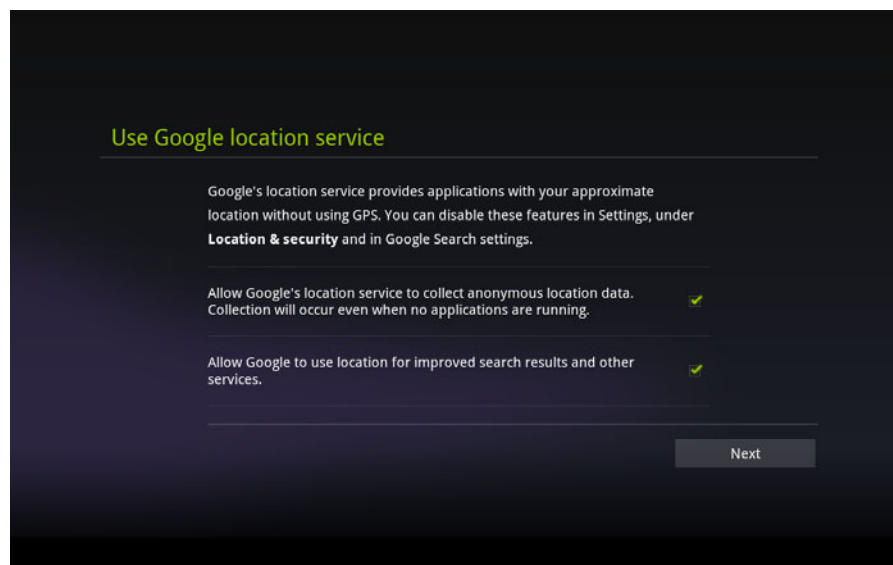 Use Google location service
Google's location service provides applications with your approximate
location without using GPS. You can disable these features in Settings, under
Location & security and in Google Search settings.
Allow Google's location service to collect anonymous location data.
Collection will occur even when no applications are running.
Allow Google to use location for improved search results and other
services.
Next